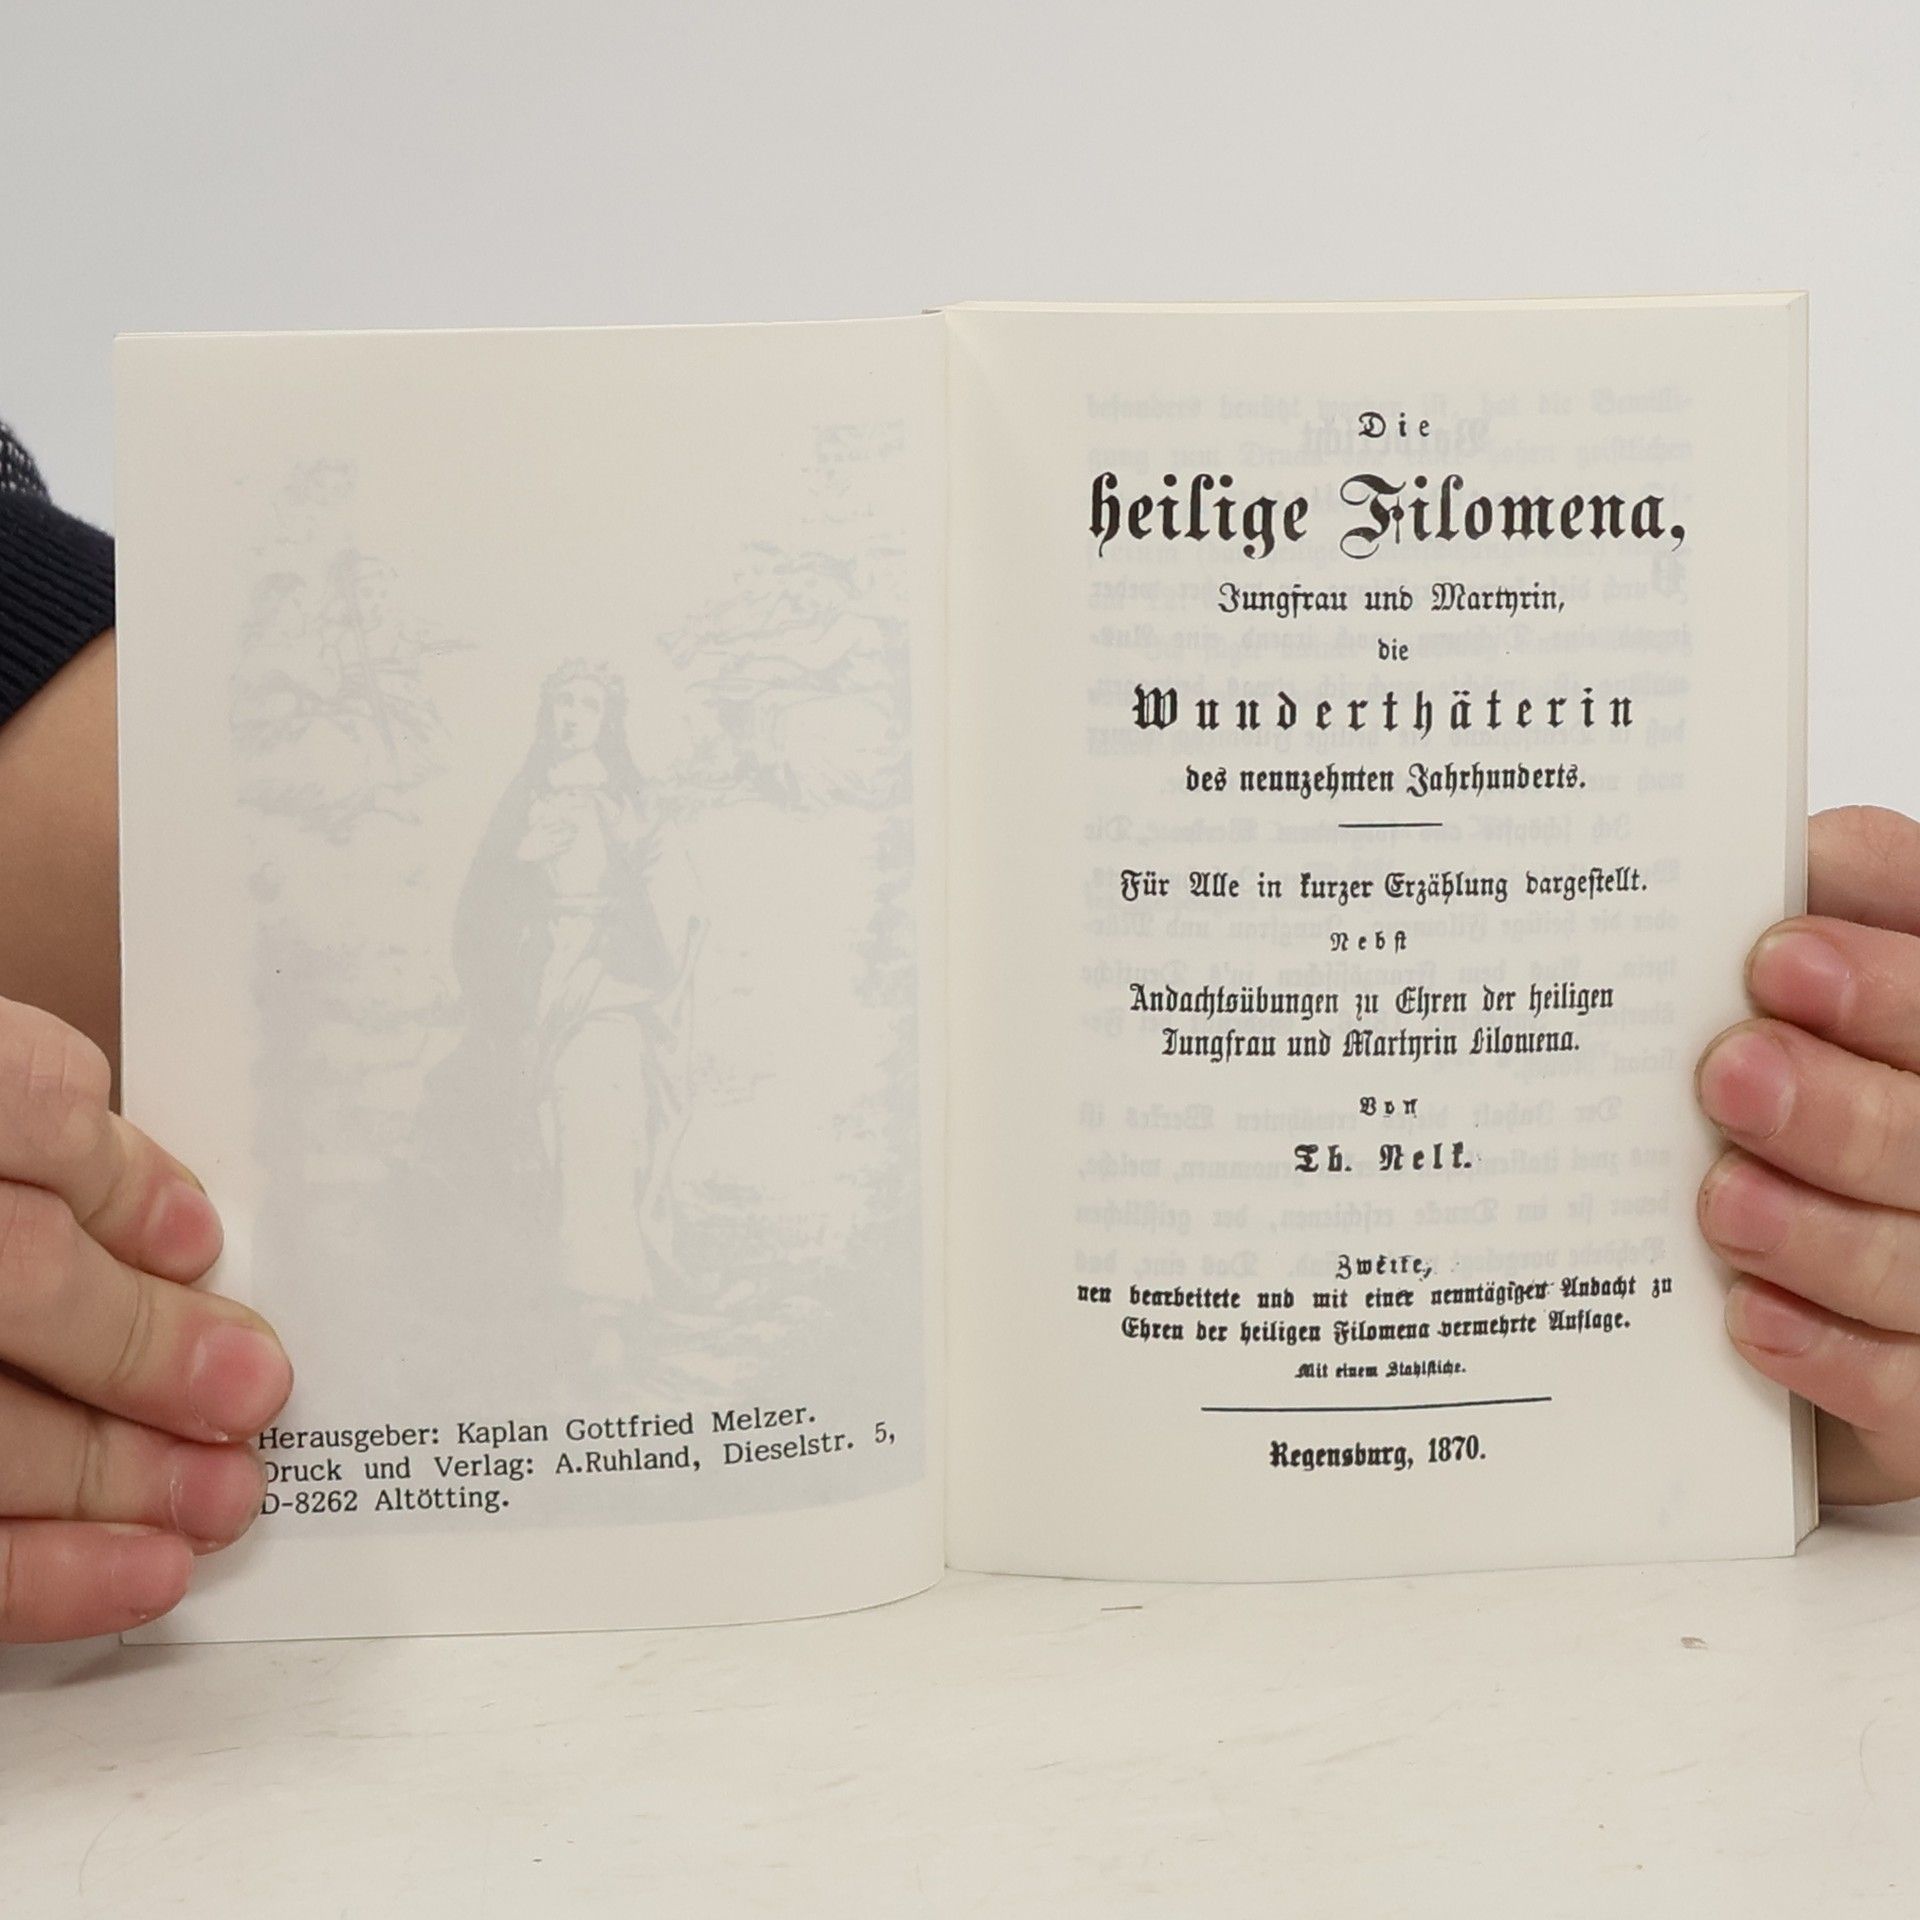 Herausgeber: Kaplan Gottfried Melzer.
Druck und Verlag: A.Ruhland, Dieselstr. 5,
D-8262 Altötting.
Die
heilige Filomena,
Jungfrau und Martyrin,
die
Wunderthäterin
des neunzehnten Jahrhunderts.
Für Alle in kurzer Erzählung dargestellt.
Nebst
Andachtsübungen zu Ehren der heiligen
Jungfrau und Martyrin Filomena.
Von
Th. Nelk.
Zweite,
neu bearbeitete und mit einer neuntägigen Andacht zu
Ehren der heiligen Filomena vermehrte Auflage.
Mit einem Stahlstiche.
Regensburg, 1870.